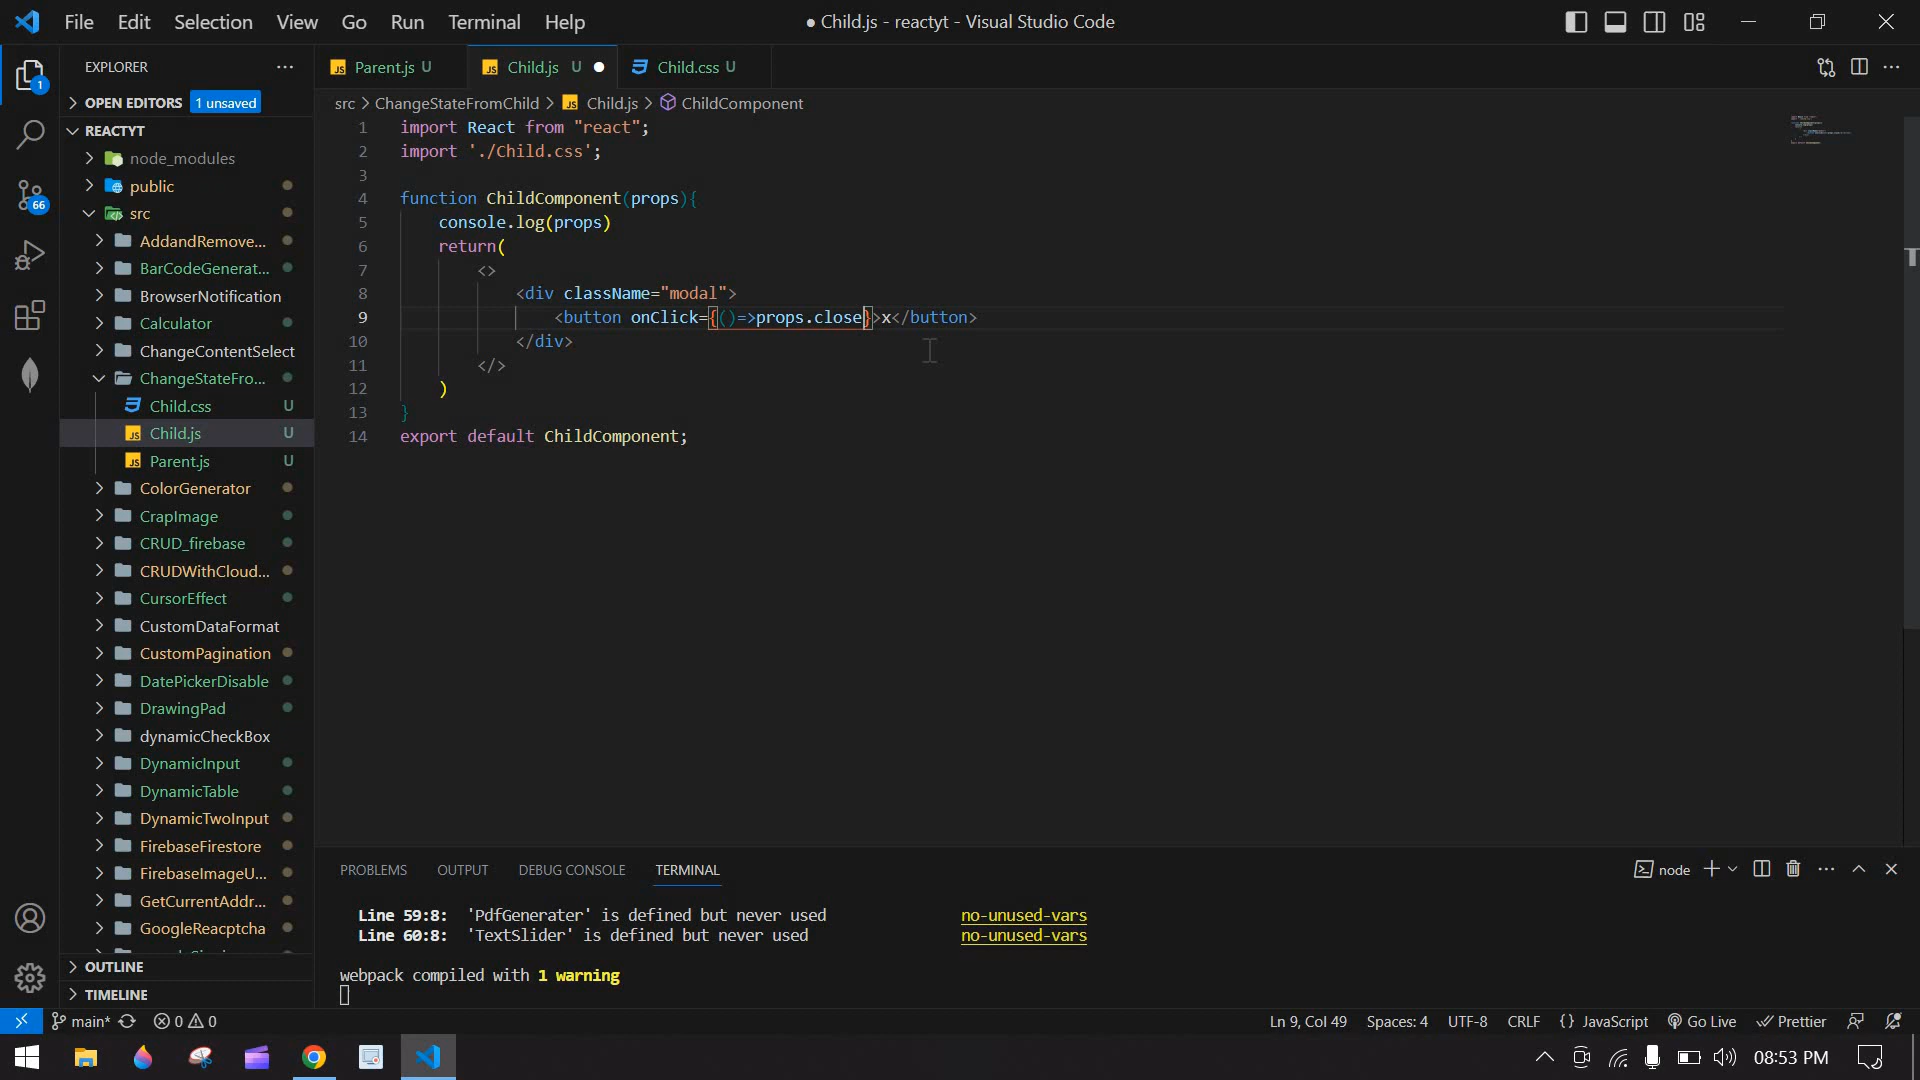 File Edit Selection View Go Run Terminal Help
● Child.js - reactyt - Visual Studio Code
EXPLORER
1
OPEN EDITORS 1 unsaved
REACTYT
node_modules
public
66
src
AddandRemove...
BarCodeGenerat...
BrowserNotification
Calculator
ChangeContentSelect
ChangeStateFro...
Child.css U
Child.js U
Parent.js U
ColorGenerator
CrapImage
CRUD_firebase
CRUDWithCloud...
CursorEffect
CustomDataFormat
CustomPagination
DatePickerDisable
DrawingPad
dynamicCheckBox
DynamicInput
DynamicTable
DynamicTwoInput
FirebaseFirestore
FirebaseImageU...
GetCurrentAddr...
GoogleReacptcha
OUTLINE
TIMELINE
JS Parent.js U JS Child.js U ● Child.css U
src > ChangeStateFromChild > JS Child.js > ChildComponent
1 import React from "react";
2 import './Child.css';
3
4 function ChildComponent(props){
5 console.log(props)
6 return(
7 <>
8 <div className="modal">
9 <button onClick={()=>props.close}>x</button>
10 </div>
11 </>
12 )
13 }
14 export default ChildComponent;
PROBLEMS OUTPUT DEBUG CONSOLE TERMINAL
node
Line 59:8: 'PdfGenerater' is defined but never used no-unused-vars
Line 60:8: 'TextSlider' is defined but never used no-unused-vars
webpack compiled with 1 warning
main* 0 0
Ln 9, Col 49 Spaces: 4 UTF-8 CRLF {} JavaScript Go Live Prettier
08:53 PM